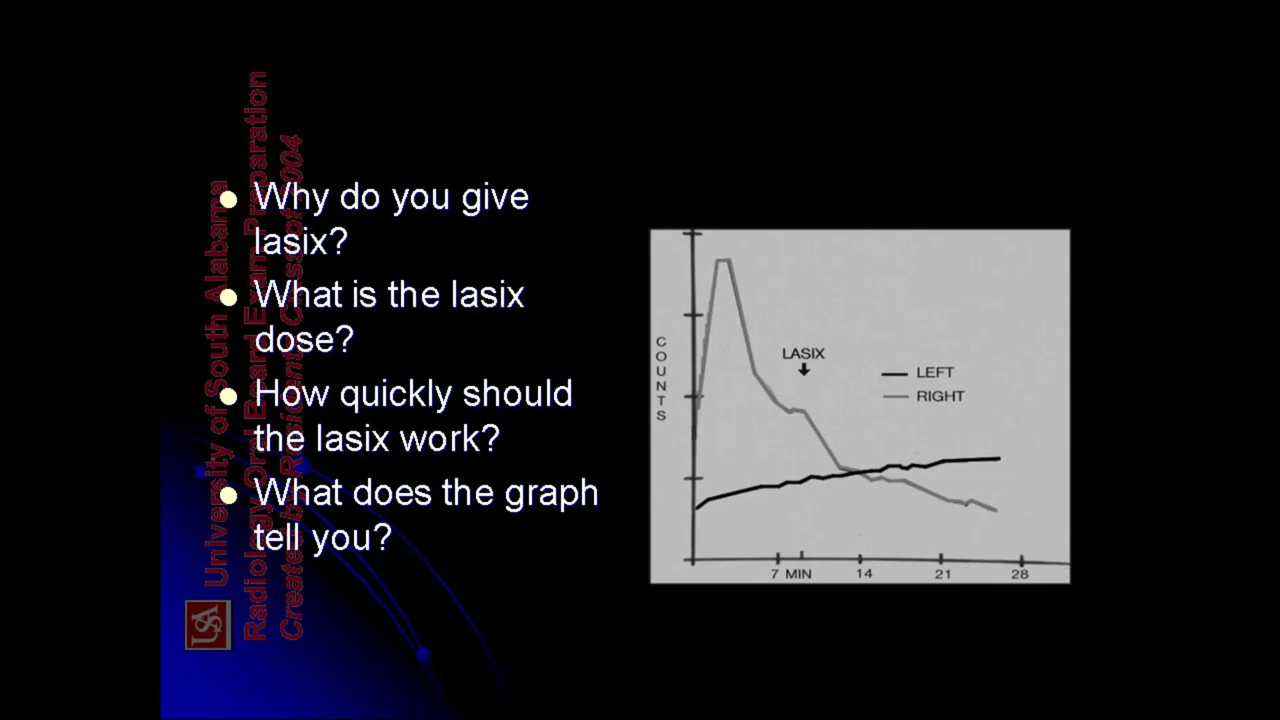 Why do you give
lasix?
What is the lasix
dose?
How quickly should
the lasix work?
What does the graph
tell you?
University of South Alabama
Radiology Oral Board Exam Preparation
Created by Resident Class of 2004
USA
COUNTS
LASIX
LEFT
RIGHT
7 MIN 14 21 28